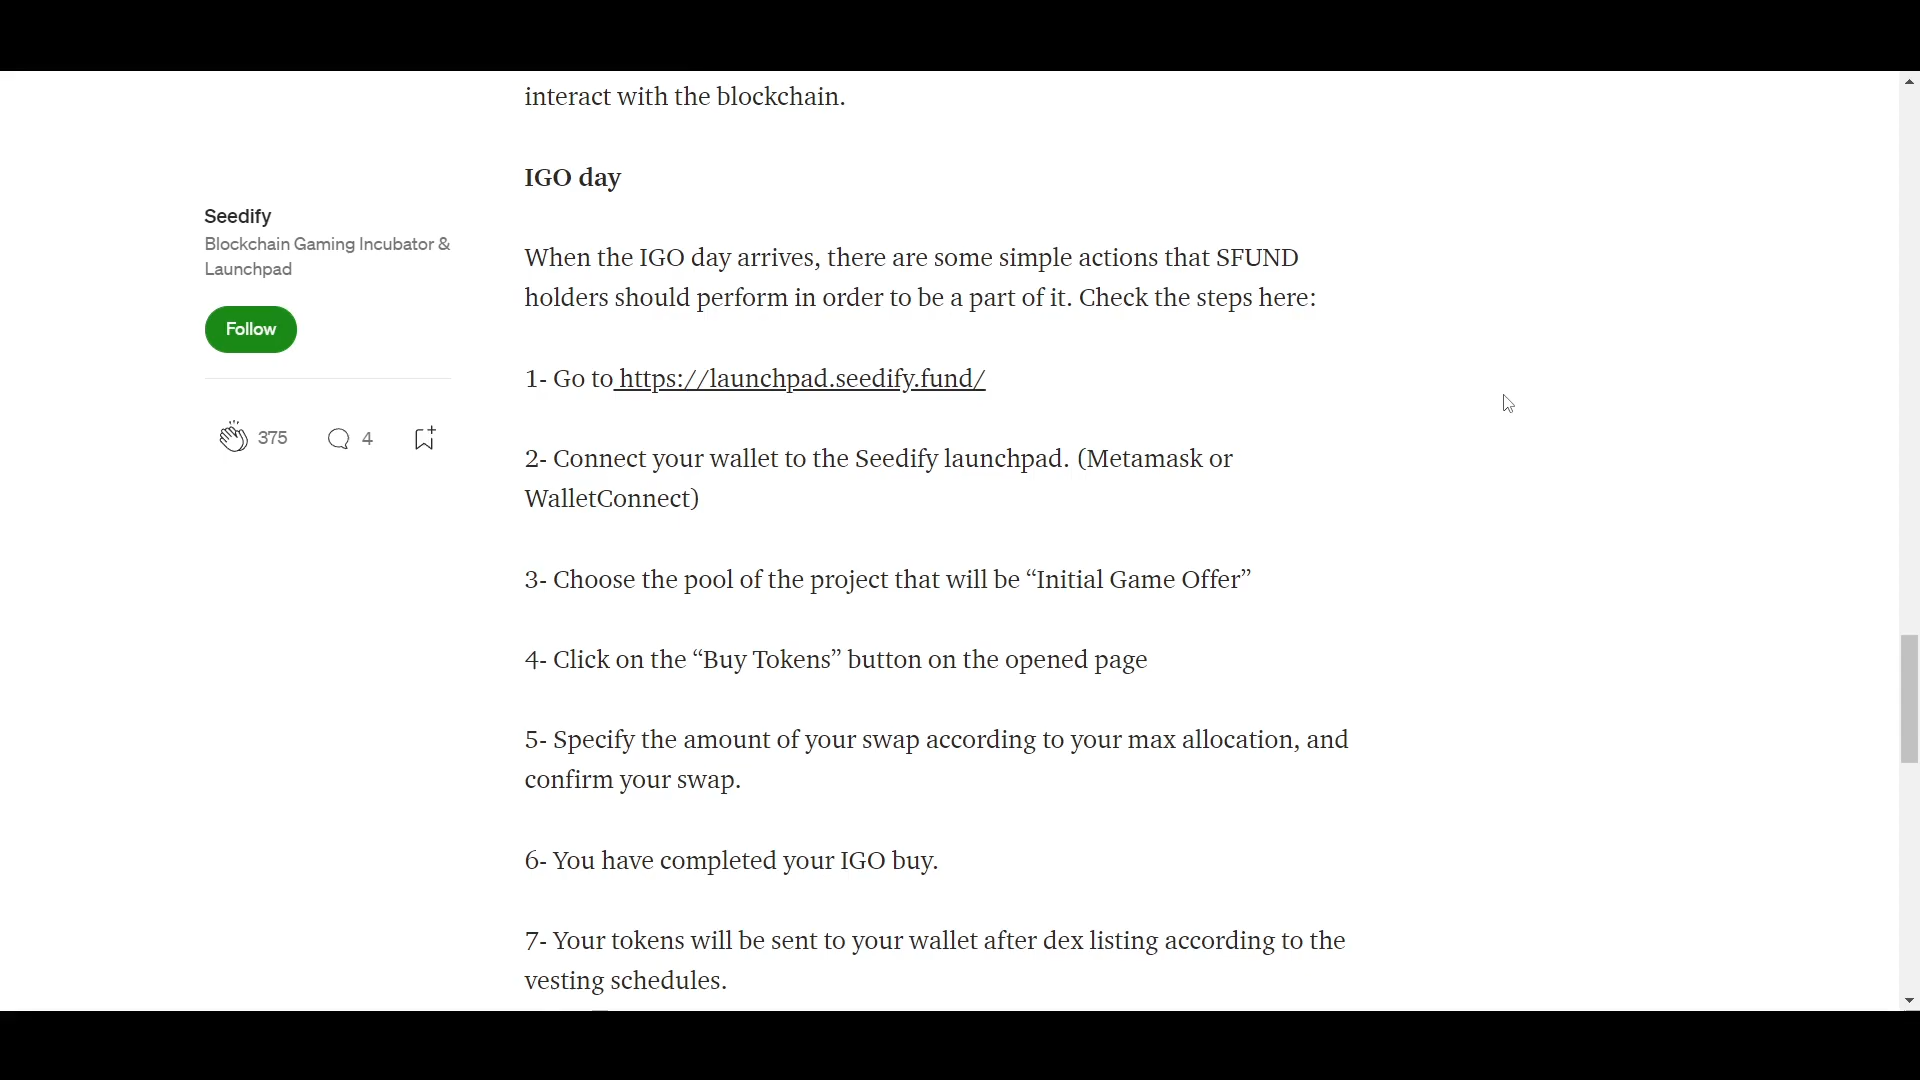 interact with the blockchain.
IGO day
Seedify
Blockchain Gaming Incubator &
Launchpad
Follow
375
4
When the IGO day arrives, there are some simple actions that SFUND
holders should perform in order to be a part of it. Check the steps here:
1- Go to https://launchpad.seedify.fund/
2- Connect your wallet to the Seedify launchpad. (Metamask or
WalletConnect)
3- Choose the pool of the project that will be “Initial Game Offer”
4- Click on the “Buy Tokens” button on the opened page
5- Specify the amount of your swap according to your max allocation, and
confirm your swap.
6- You have completed your IGO buy.
7- Your tokens will be sent to your wallet after dex listing according to the
vesting schedules.